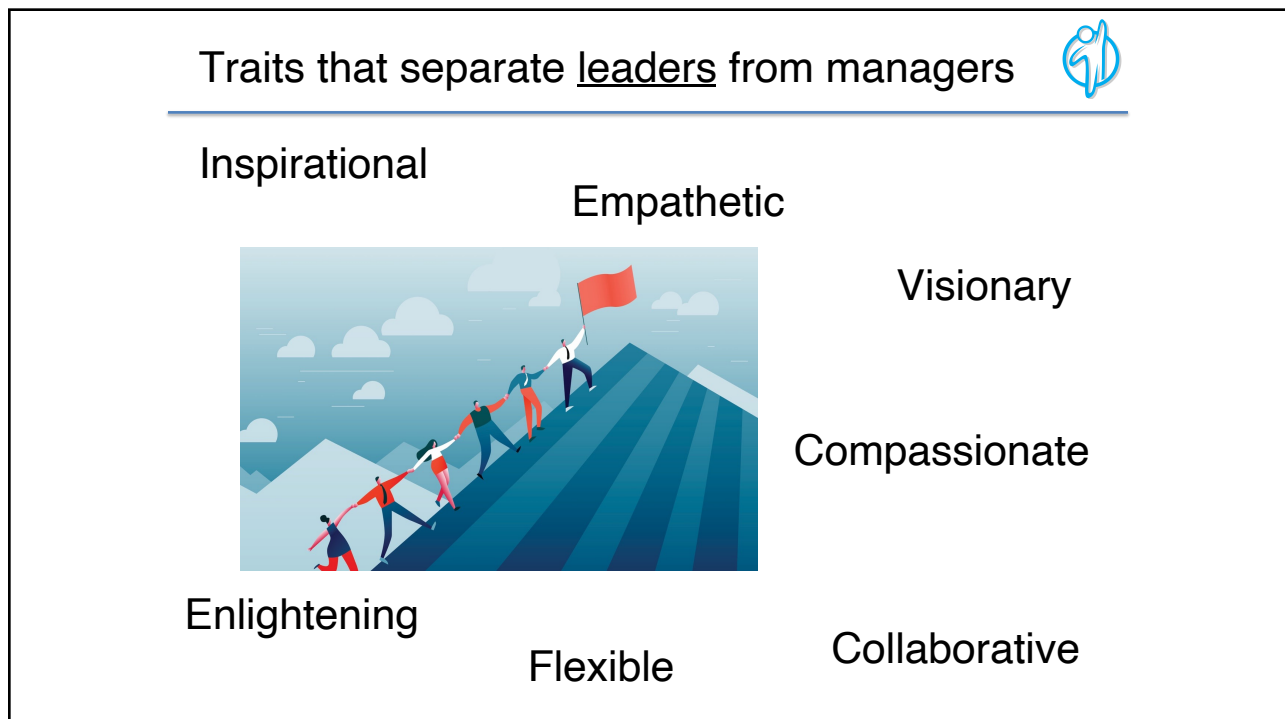 Traits that separate leaders from managers
Inspirational
Empathetic
Visionary
Compassionate
Enlightening
Flexible
Collaborative